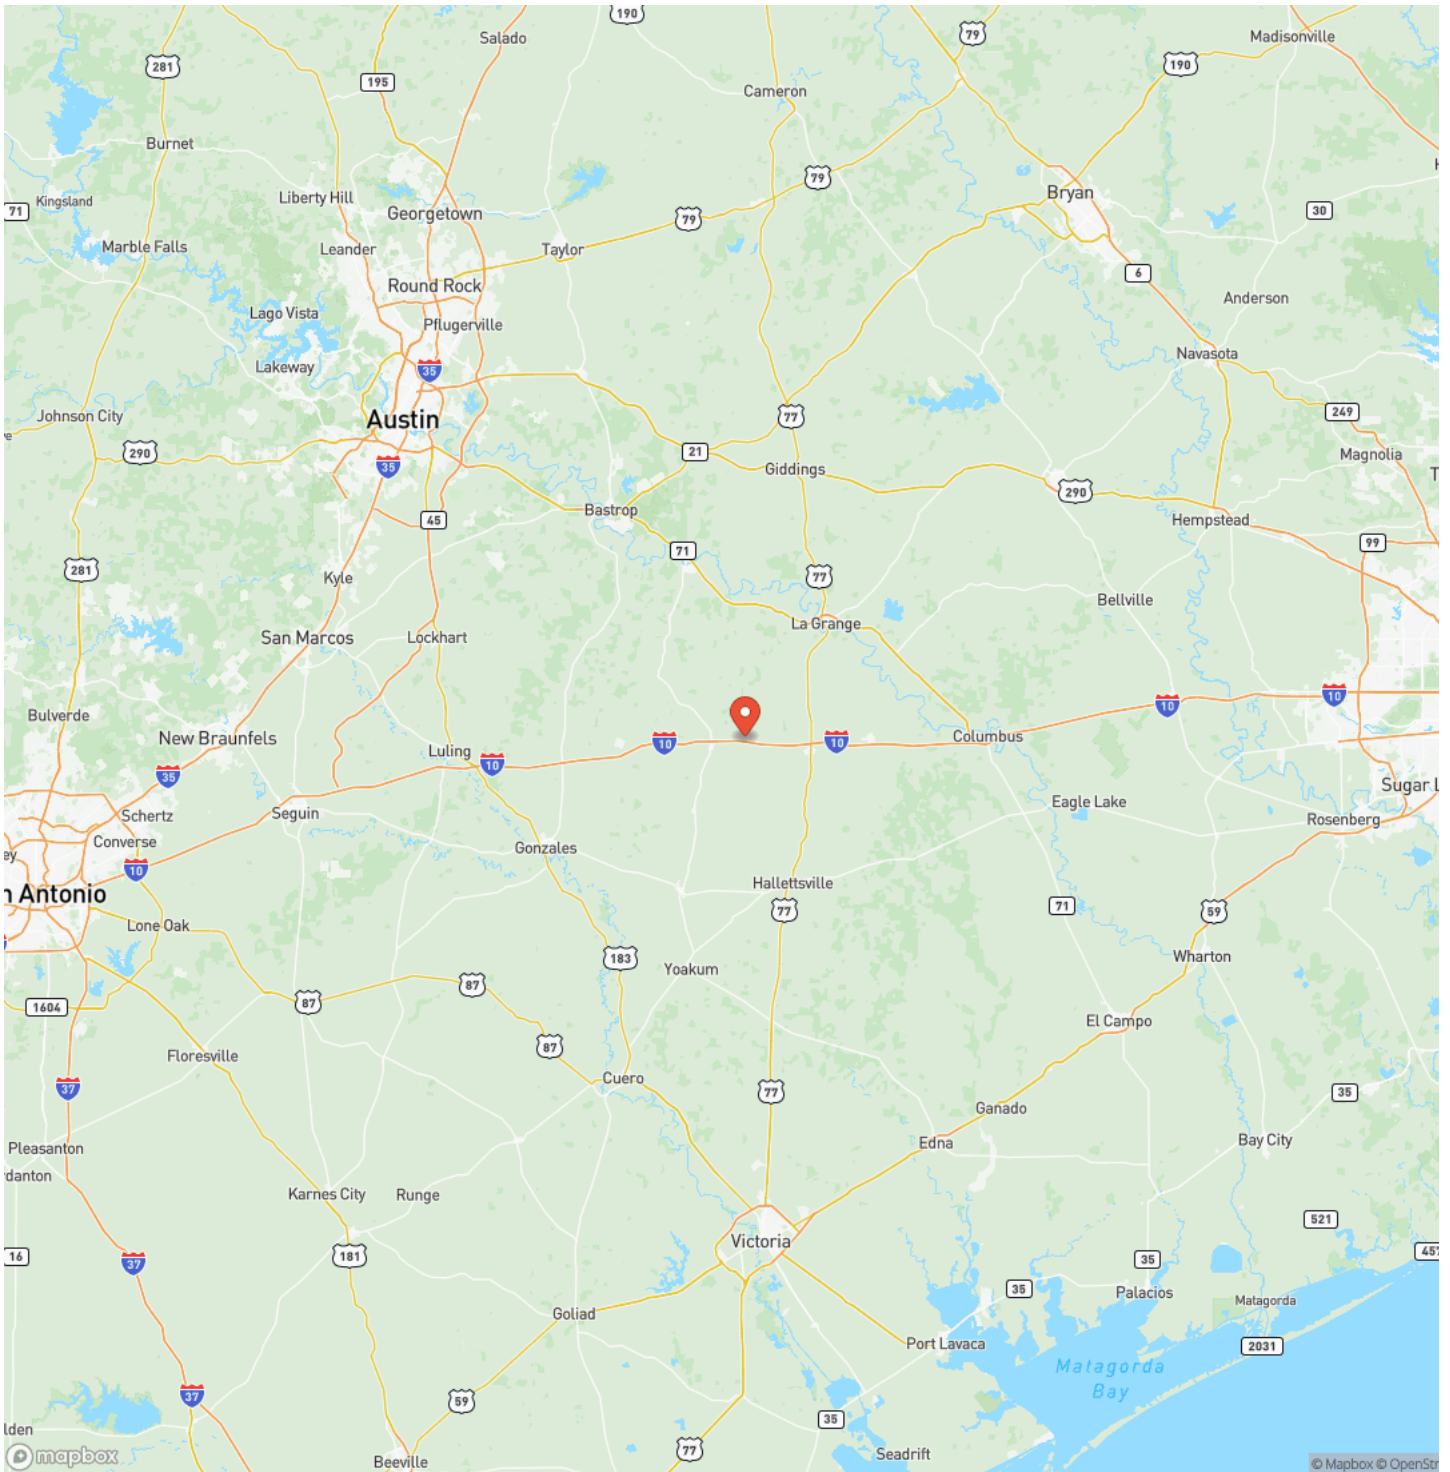 190
Salado
79
Madisonville
281
195
190
Cameron
Burnet
79
Bryan
Kingsland
71
Liberty Hill
Georgetown
79
30
Marble Falls
Leander
Taylor
6
Round Rock
Anderson
Lago Vista
Pflugerville
Lakeway
35
Navasota
Johnson City
Austin
77
249
290
35
21
Giddings
Magnolia
290
Bastrop
45
Hempstead
71
99
281
Kyle
77
Bellville
San Marcos
Lockhart
La Grange
10
10
Bulverde
New Braunfels
Luling
10
10
Columbus
35
10
Schertz
Seguin
Eagle Lake
Sugar L
Converse
Rosenberg
ey
Gonzales
10
n Antonio
Hallettsville
77
71
59
Lone Oak
183
Wharton
Yoakum
87
87
1604
El Campo
Floresville
87
Cuero
37
77
35
Ganado
Pleasanton
Edna
Bay City
rdanton
Karnes City
Runge
521
Victoria
16
181
37
35
457
35
Palacios
Matagorda
Goliad
Port Lavaca
2031
Matagorda
Bay
37
59
35
lden
77
Seadrift
Beeville
mapbox
© Mapbox © OpenStr